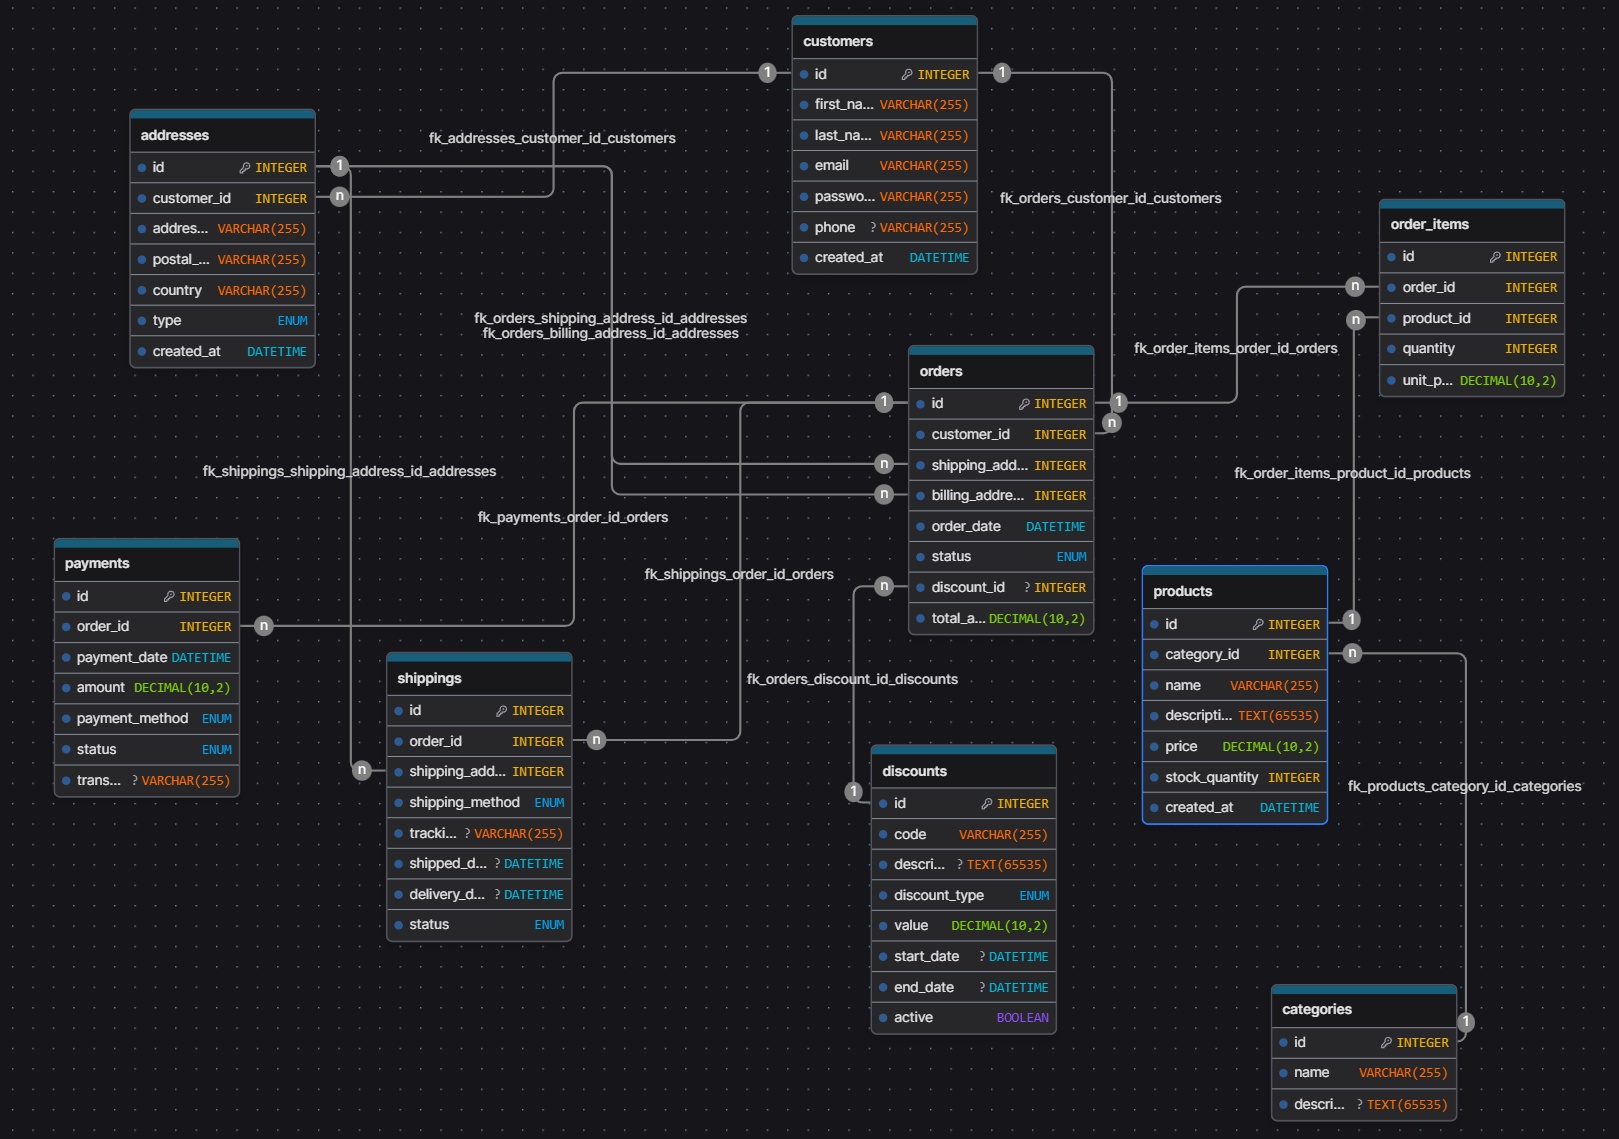 customers
id INTEGER
first_na... VARCHAR(255)
last_na... VARCHAR(255)
email VARCHAR(255)
passwo... VARCHAR(255)
phone ? VARCHAR(255)
created_at DATETIME
1
1
addresses
id INTEGER
customer_id INTEGER
addres... VARCHAR(255)
postal_... VARCHAR(255)
country VARCHAR(255)
type ENUM
created_at DATETIME
1
n
fk_addresses_customer_id_customers
fk_orders_customer_id_customers
order_items
id INTEGER
order_id INTEGER
product_id INTEGER
quantity INTEGER
unit_p... DECIMAL(10,2)
n
n
fk_orders_shipping_address_id_addresses
fk_orders_billing_address_id_addresses
fk_order_items_order_id_orders
orders
id INTEGER
customer_id INTEGER
shipping_add... INTEGER
billing_addre... INTEGER
order_date DATETIME
status ENUM
discount_id ? INTEGER
total_a... DECIMAL(10,2)
1
n
n
n
1
n
fk_shippings_shipping_address_id_addresses
fk_order_items_product_id_products
fk_payments_order_id_orders
fk_shippings_order_id_orders
payments
id INTEGER
order_id INTEGER
payment_date DATETIME
amount DECIMAL(10,2)
payment_method ENUM
status ENUM
trans... ? VARCHAR(255)
n
products
id INTEGER
category_id INTEGER
name VARCHAR(255)
descripti... TEXT(65535)
price DECIMAL(10,2)
stock_quantity INTEGER
created_at DATETIME
1
n
shippings
id INTEGER
order_id INTEGER
shipping_add... INTEGER
shipping_method ENUM
tracki... ? VARCHAR(255)
shipped_d... ? DATETIME
delivery_d... ? DATETIME
status ENUM
n
n
fk_orders_discount_id_discounts
discounts
id INTEGER
code VARCHAR(255)
descri... ? TEXT(65535)
discount_type ENUM
value DECIMAL(10,2)
start_date ? DATETIME
end_date ? DATETIME
active BOOLEAN
1
fk_products_category_id_categories
categories
id INTEGER
name VARCHAR(255)
descri... ? TEXT(65535)
1